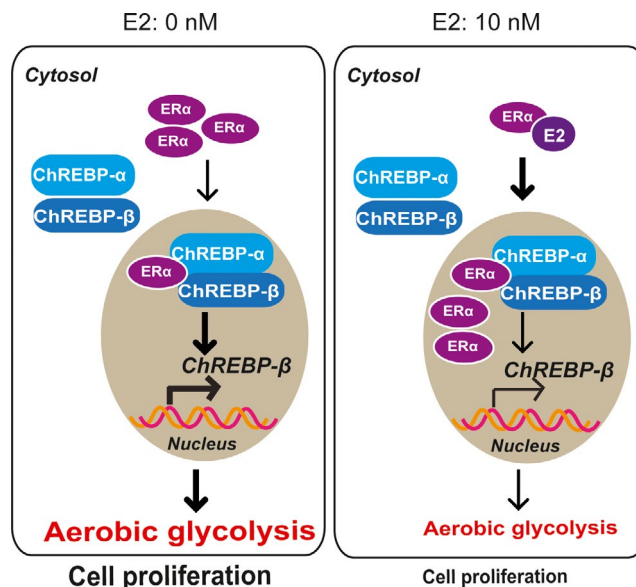 E2: 0 nM
Cytosol
ERα
ERα
ERα
ChREBP-α
ChREBP-β
ChREBP-α
ERα
ChREBP-β
ChREBP-β
Nucleus
Aerobic glycolysis
Cell proliferation
E2: 10 nM
Cytosol
ERα
E2
ChREBP-α
ChREBP-β
ChREBP-α
ERα
ChREBP-β
ERα
ERα
ChREBP-β
Nucleus
Aerobic glycolysis
Cell proliferation